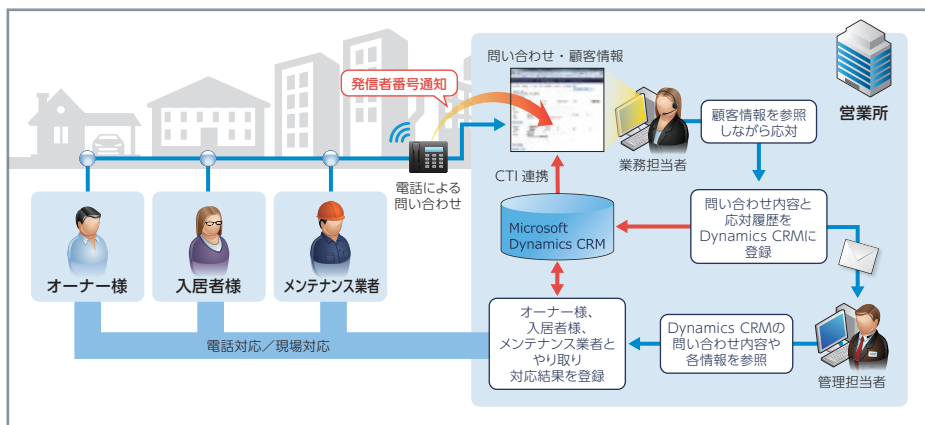 問い合わせ・顧客情報
発信者番号通知
営業所
顧客情報を参照
しながら応対
業務担当者
電話による
問い合わせ
CTI 連携
Microsoft
Dynamics CRM
問い合わせ内容と
応対履歴を
Dynamics CRMに
登録
オーナー様
入居者様
メンテナンス業者
電話対応／現場対応
オーナー様、
入居者様、
メンテナンス業者と
やり取り
対応結果を登録
Dynamics CRMの
問い合わせ内容や
各情報を参照
管理担当者